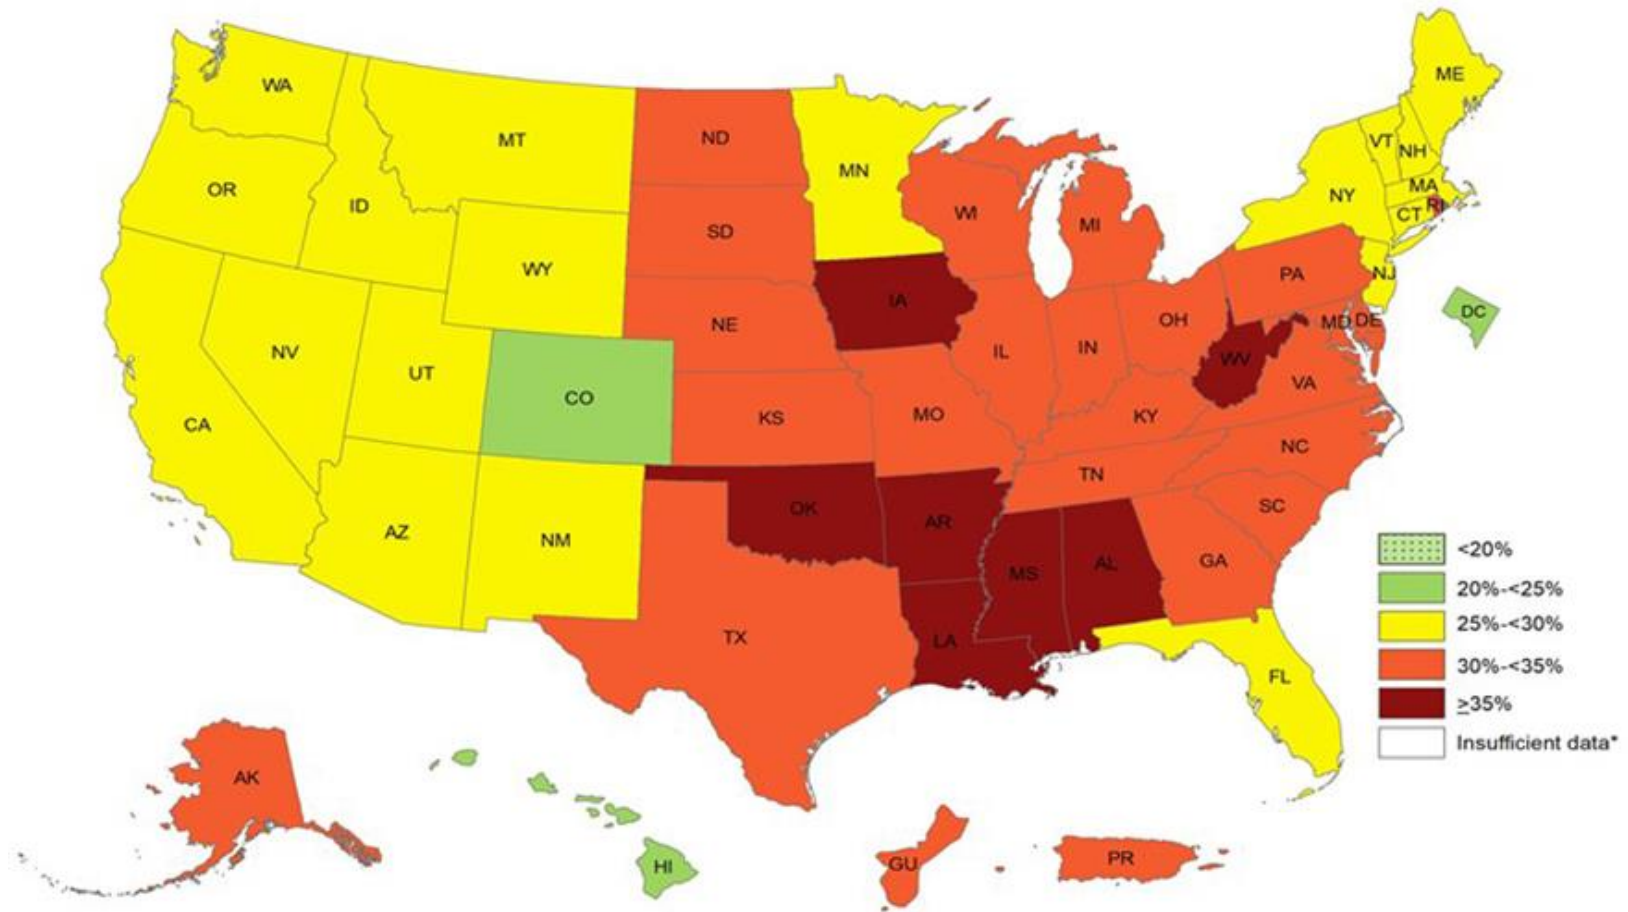 WA
MT
ND
MN
ME
VT
NH
OR
ID
SD
WI
MI
NY
MA
CT
RI
WY
NE
IA
PA
NJ
NV
UT
CO
KS
MO
IL
IN
OH
WV
VA
MD
DE
DC
CA
KY
NC
TN
AZ
NM
OK
AR
SC
MS
AL
GA
TX
LA
FL
AK
HI
GU
PR
<20%
20%-<25%
25%-<30%
30%-<35%
≥35%
Insufficient data*